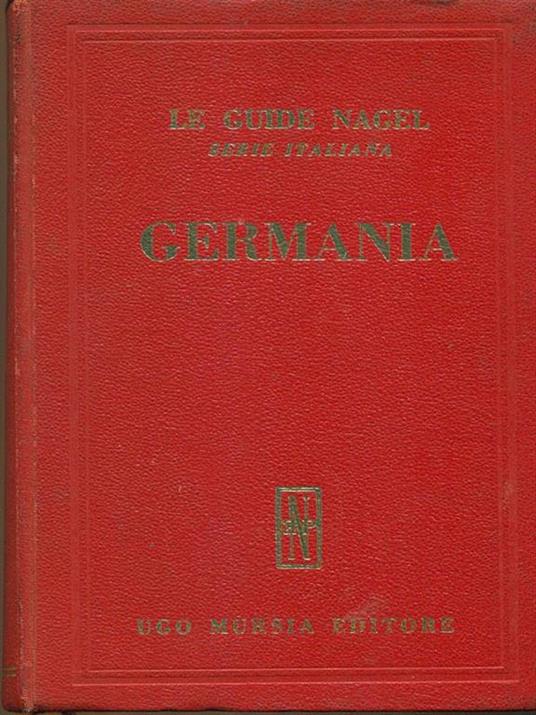 LE GUIDE NAGEL
SERIE ITALIANA
GERMANIA
UGO MURSIA EDITORE